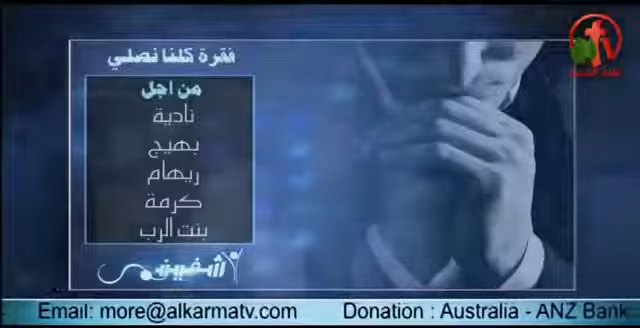 فقرة كلنا نصلي
من اجل
نادية
بهيج
ريهام
كرمة
بنت الرب
tv
Email: more@alkarmatv.com
Donation : Australia - ANZ Bank